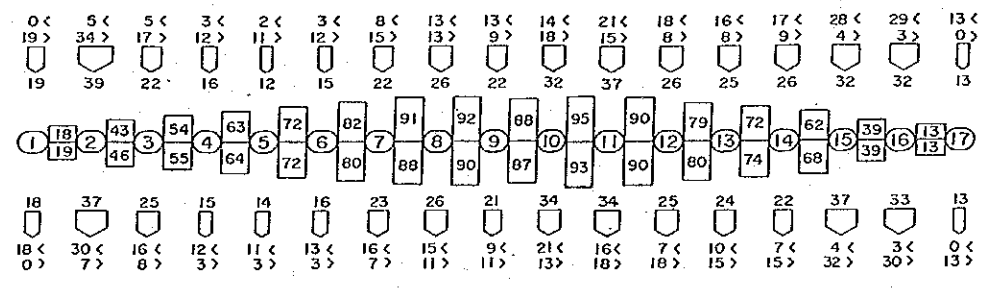 0< 5< 5< 3< 2< 3< 8< 13< 13< 14< 21< 18< 16< 17< 28< 29< 13<
19> 34> 17> 12> 11> 12> 15> 13> 9> 18> 15> 8> 8> 9> 4> 3> 0>
19 39 22 16 12 15 22 26 22 32 37 26 25 26 32 32 13
18 43 54 63 72 82 91 92 88 95 90 79 72 62 39 13
1 2 3 4 5 6 7 8 9 10 11 12 13 14 15 16 17
19 46 55 64 72 80 88 90 87 93 90 80 74 68 39 13
18 37 25 15 14 16 23 26 21 34 34 25 24 22 37 33 13
18< 30< 16< 12< 11< 13< 16< 15< 9< 21< 16< 7< 10< 7< 4< 3< 0<
0> 7> 8> 3> 3> 3> 7> 11> 11> 13> 18> 18> 15> 15> 32> 30> 13>